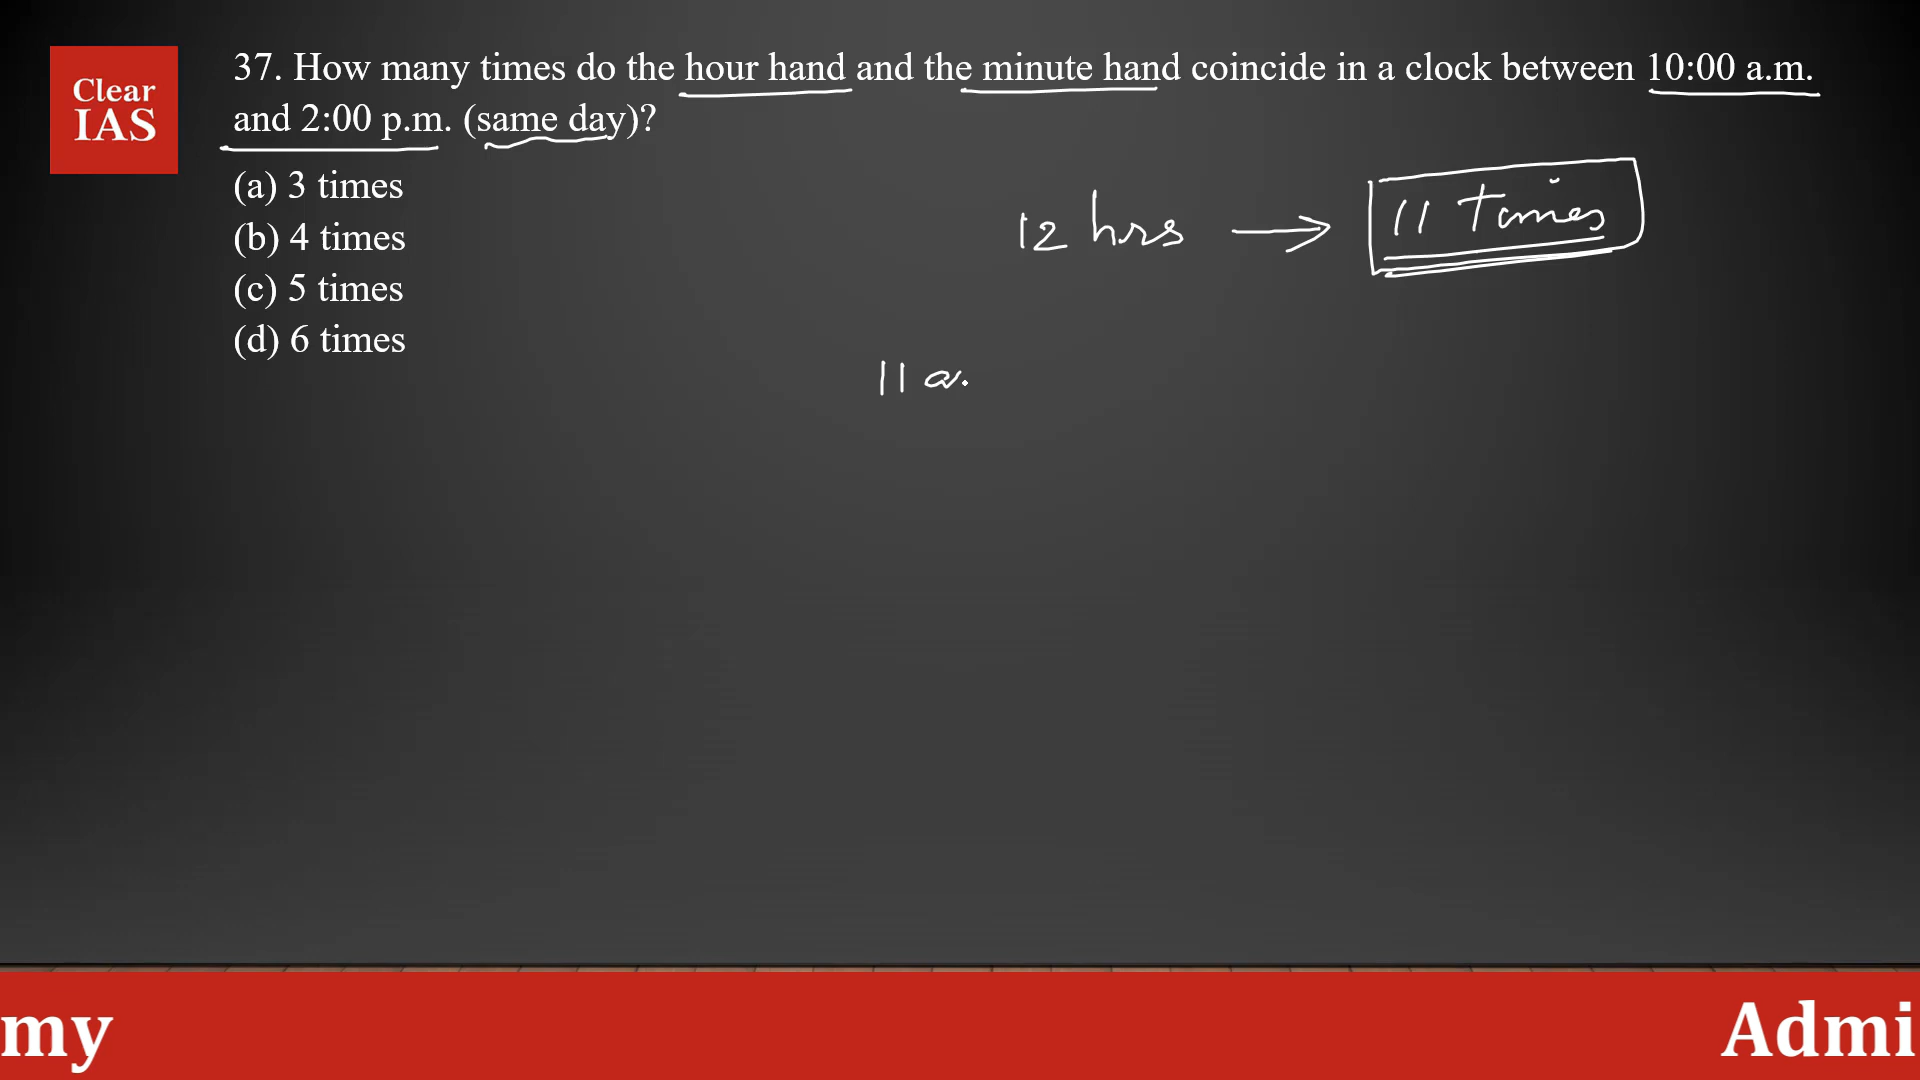 Clear
IAS
37. How many times do the hour hand and the minute hand coincide in a clock between 10:00 a.m.
and 2:00 p.m. (same day)?
(a) 3 times
(b) 4 times
(c) 5 times
(d) 6 times
12 hrs → 11 Times
11 a.
my
Admi